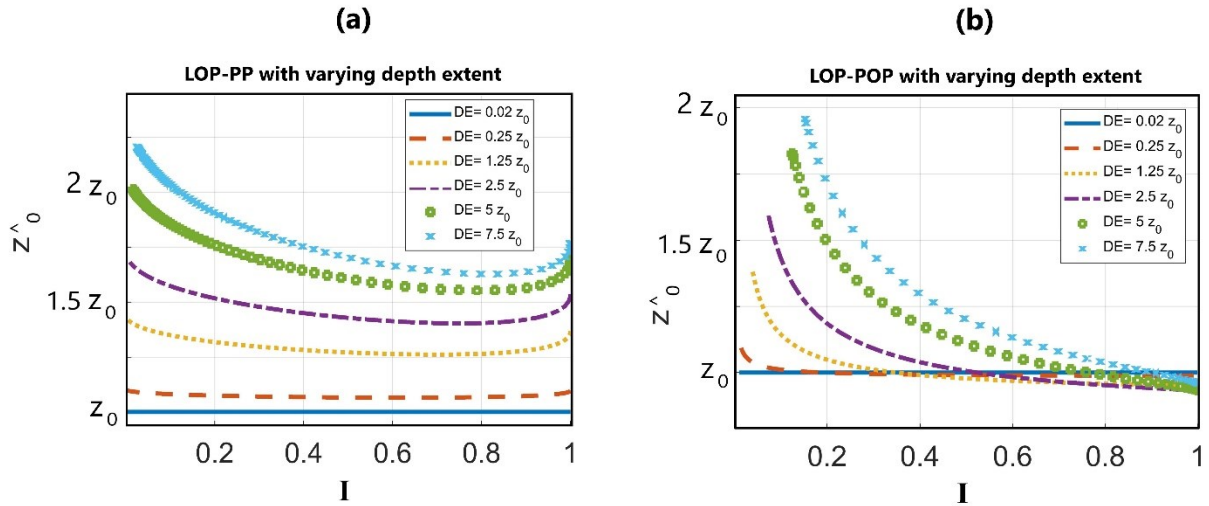 (a)
LOP-PP with varying depth extent
DE= 0.02 z₀
DE= 0.25 z₀
DE= 1.25 z₀
DE= 2.5 z₀
DE= 5 z₀
DE= 7.5 z₀
2 z₀
1.5 z₀
z₀
z^₀
0.2 0.4 0.6 0.8 1
I
(b)
LOP-POP with varying depth extent
DE= 0.02 z₀
DE= 0.25 z₀
DE= 1.25 z₀
DE= 2.5 z₀
DE= 5 z₀
DE= 7.5 z₀
2 z₀
1.5 z₀
z₀
z^₀
0.2 0.4 0.6 0.8 1
I